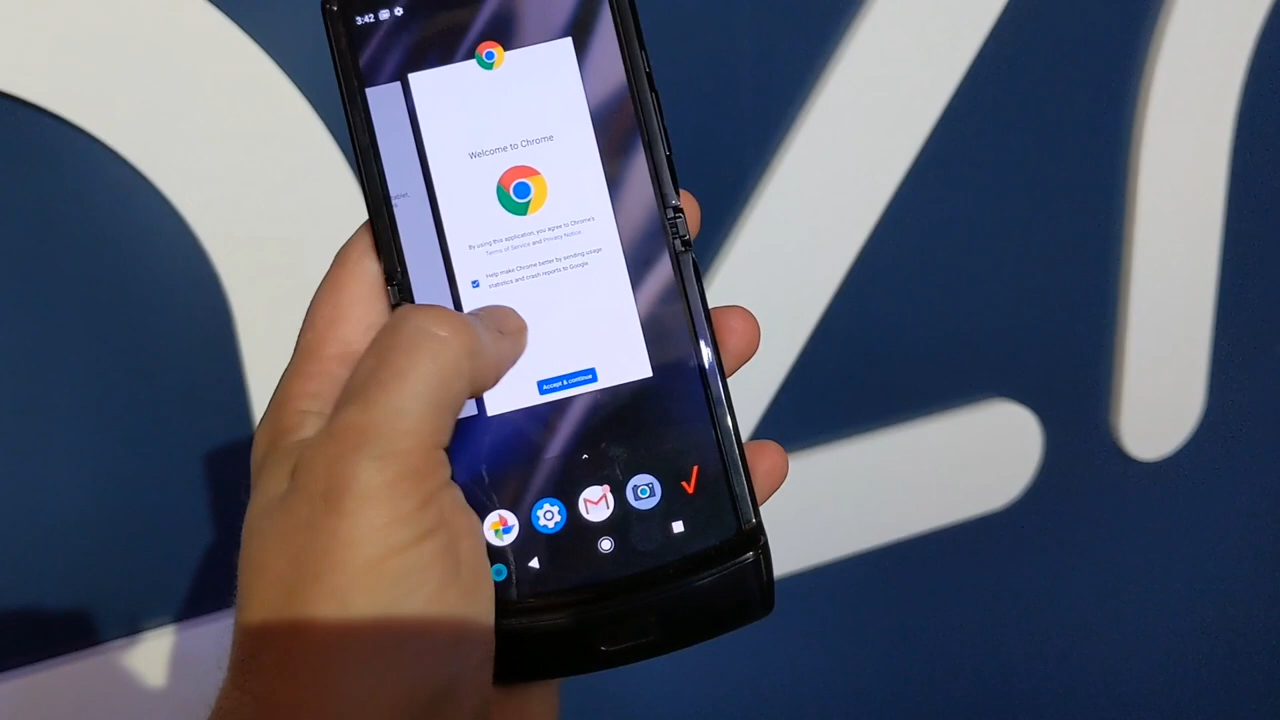 3:42
Welcome to Chrome
By using this application, you agree to Chrome's
Terms of Service and Privacy Notice.
Help make Chrome better by sending usage
statistics and crash reports to Google.
Accept & continue